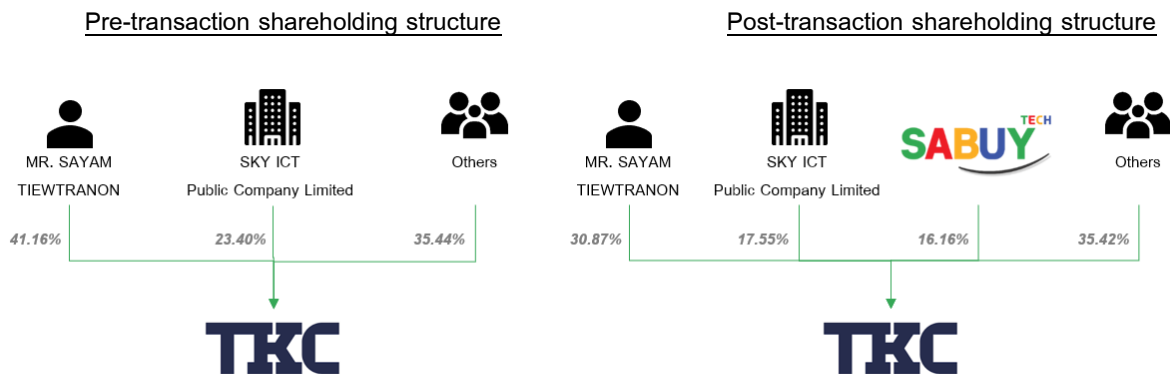 Pre-transaction shareholding structure
MR. SAYAM
TIEWTRANON
SKY ICT
Public Company Limited
Others
41.16%
23.40%
35.44%
TKC
Post-transaction shareholding structure
MR. SAYAM
TIEWTRANON
SKY ICT
Public Company Limited
SABUY TECH
Others
30.87%
17.55%
16.16%
35.42%
TKC